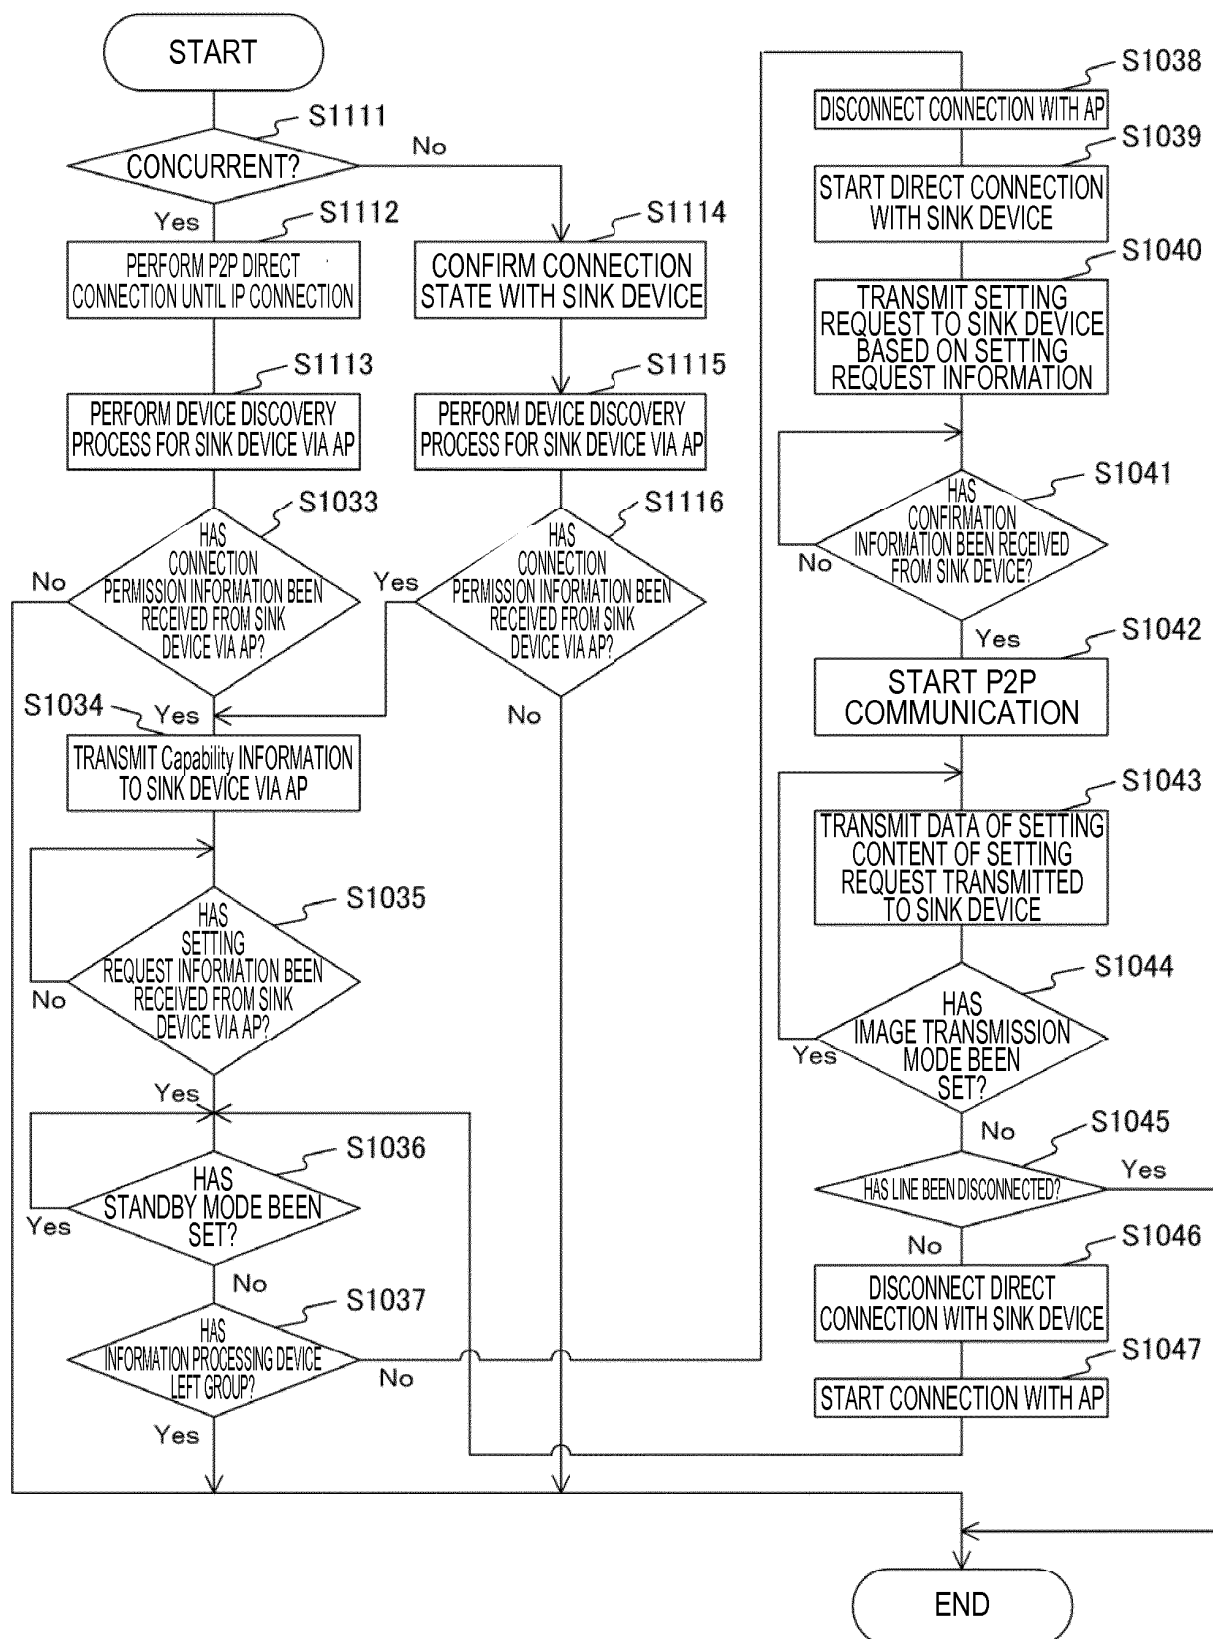 START
S1111
CONCURRENT?
No
Yes
S1112
PERFORM P2P DIRECT
CONNECTION UNTIL IP CONNECTION
S1114
CONFIRM CONNECTION
STATE WITH SINK DEVICE
S1113
PERFORM DEVICE DISCOVERY
PROCESS FOR SINK DEVICE VIA AP
S1115
PERFORM DEVICE DISCOVERY
PROCESS FOR SINK DEVICE VIA AP
S1033
HAS
CONNECTION
PERMISSION INFORMATION BEEN
RECEIVED FROM SINK
DEVICE VIA AP?
No
Yes
S1116
HAS
CONNECTION
PERMISSION INFORMATION BEEN
RECEIVED FROM SINK
DEVICE VIA AP?
Yes
No
S1034
TRANSMIT Capability INFORMATION
TO SINK DEVICE VIA AP
S1035
HAS
SETTING
REQUEST INFORMATION BEEN
RECEIVED FROM SINK
DEVICE VIA AP?
No
Yes
S1036
HAS
STANDBY MODE BEEN
SET?
Yes
No
S1037
HAS
INFORMATION PROCESSING DEVICE
LEFT GROUP?
No
Yes
S1038
DISCONNECT CONNECTION WITH AP
S1039
START DIRECT CONNECTION
WITH SINK DEVICE
S1040
TRANSMIT SETTING
REQUEST TO SINK DEVICE
BASED ON SETTING
REQUEST INFORMATION
S1041
HAS
CONFIRMATION
INFORMATION BEEN RECEIVED
FROM SINK DEVICE?
No
Yes
S1042
START P2P
COMMUNICATION
S1043
TRANSMIT DATA OF SETTING
CONTENT OF SETTING
REQUEST TRANSMITTED
TO SINK DEVICE
S1044
HAS
IMAGE TRANSMISSION
MODE BEEN
SET?
Yes
No
S1045
HAS LINE BEEN DISCONNECTED?
Yes
No
S1046
DISCONNECT DIRECT
CONNECTION WITH SINK DEVICE
S1047
START CONNECTION WITH AP
END